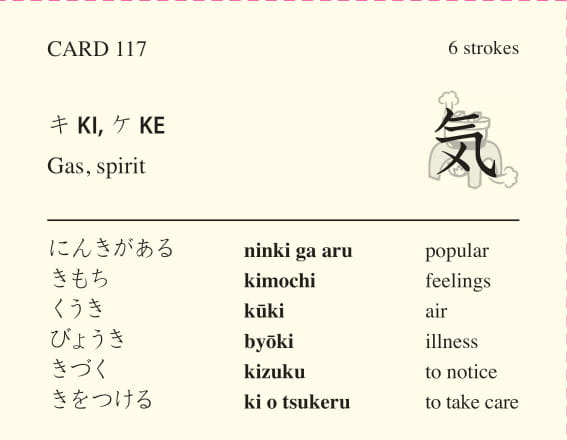 CARD 117 6 strokes
キ KI, ケ KE
Gas, spirit
気
にんきがある ninki ga aru popular
きもち kimochi feelings
くうき kūki air
びょうき byōki illness
きづく kizuku to notice
きをつける ki o tsukeru to take care